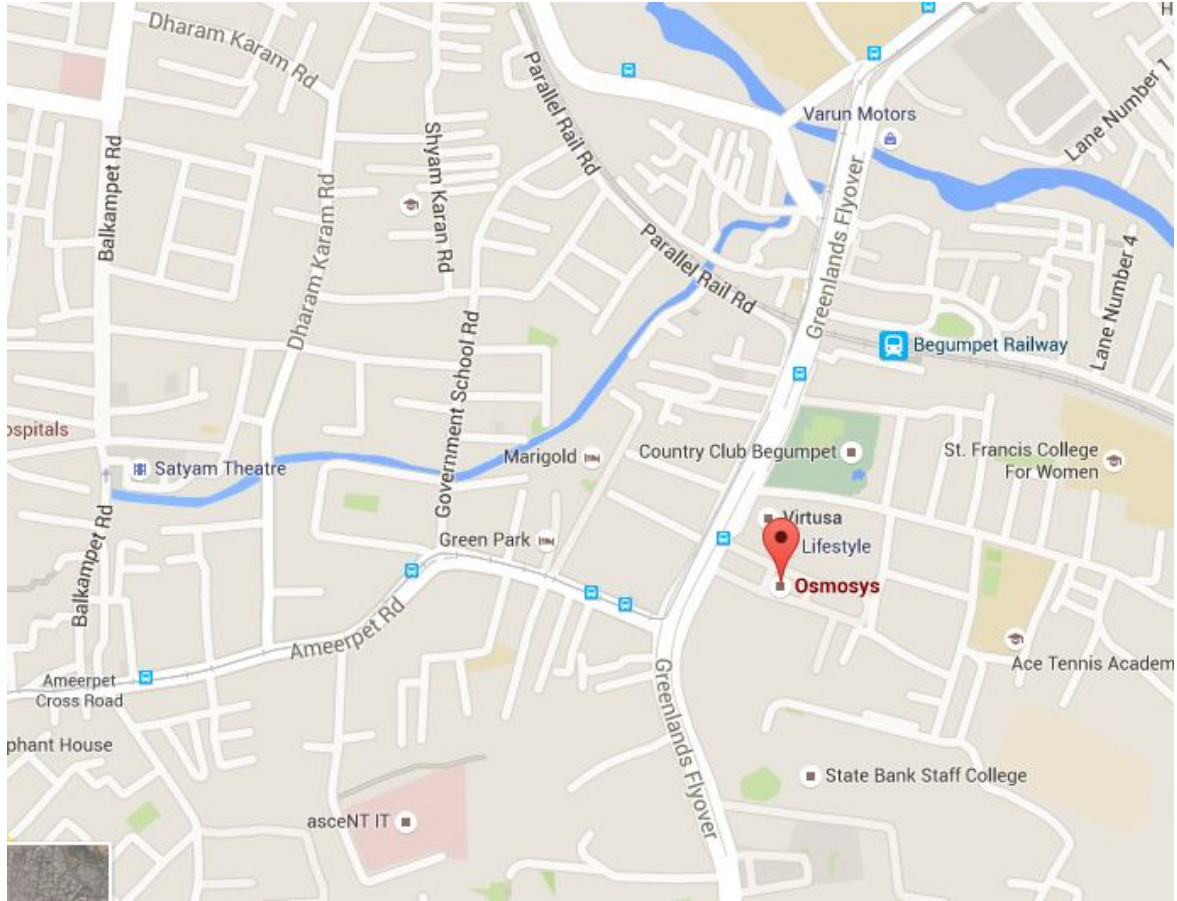 H
Dharam Karam Rd
Parallel Rail Rd
Varun Motors
Lane Number 1
Balkampet Rd
Shyam Karan Rd
Dharam Karam Rd
Parallel Rail Rd
Greenlands Flyover
Lane Number 4
Government School Rd
Begumpet Railway
ospitals
Satyam Theatre
Marigold
Country Club Begumpet
St. Francis College
For Women
Virtusa
Green Park
Lifestyle
Osmosys
Balkampet Rd
Ameerpet Rd
Ace Tennis Academ
Ameerpet
Cross Road
Greenlands Flyover
phant House
State Bank Staff College
asceNT IT